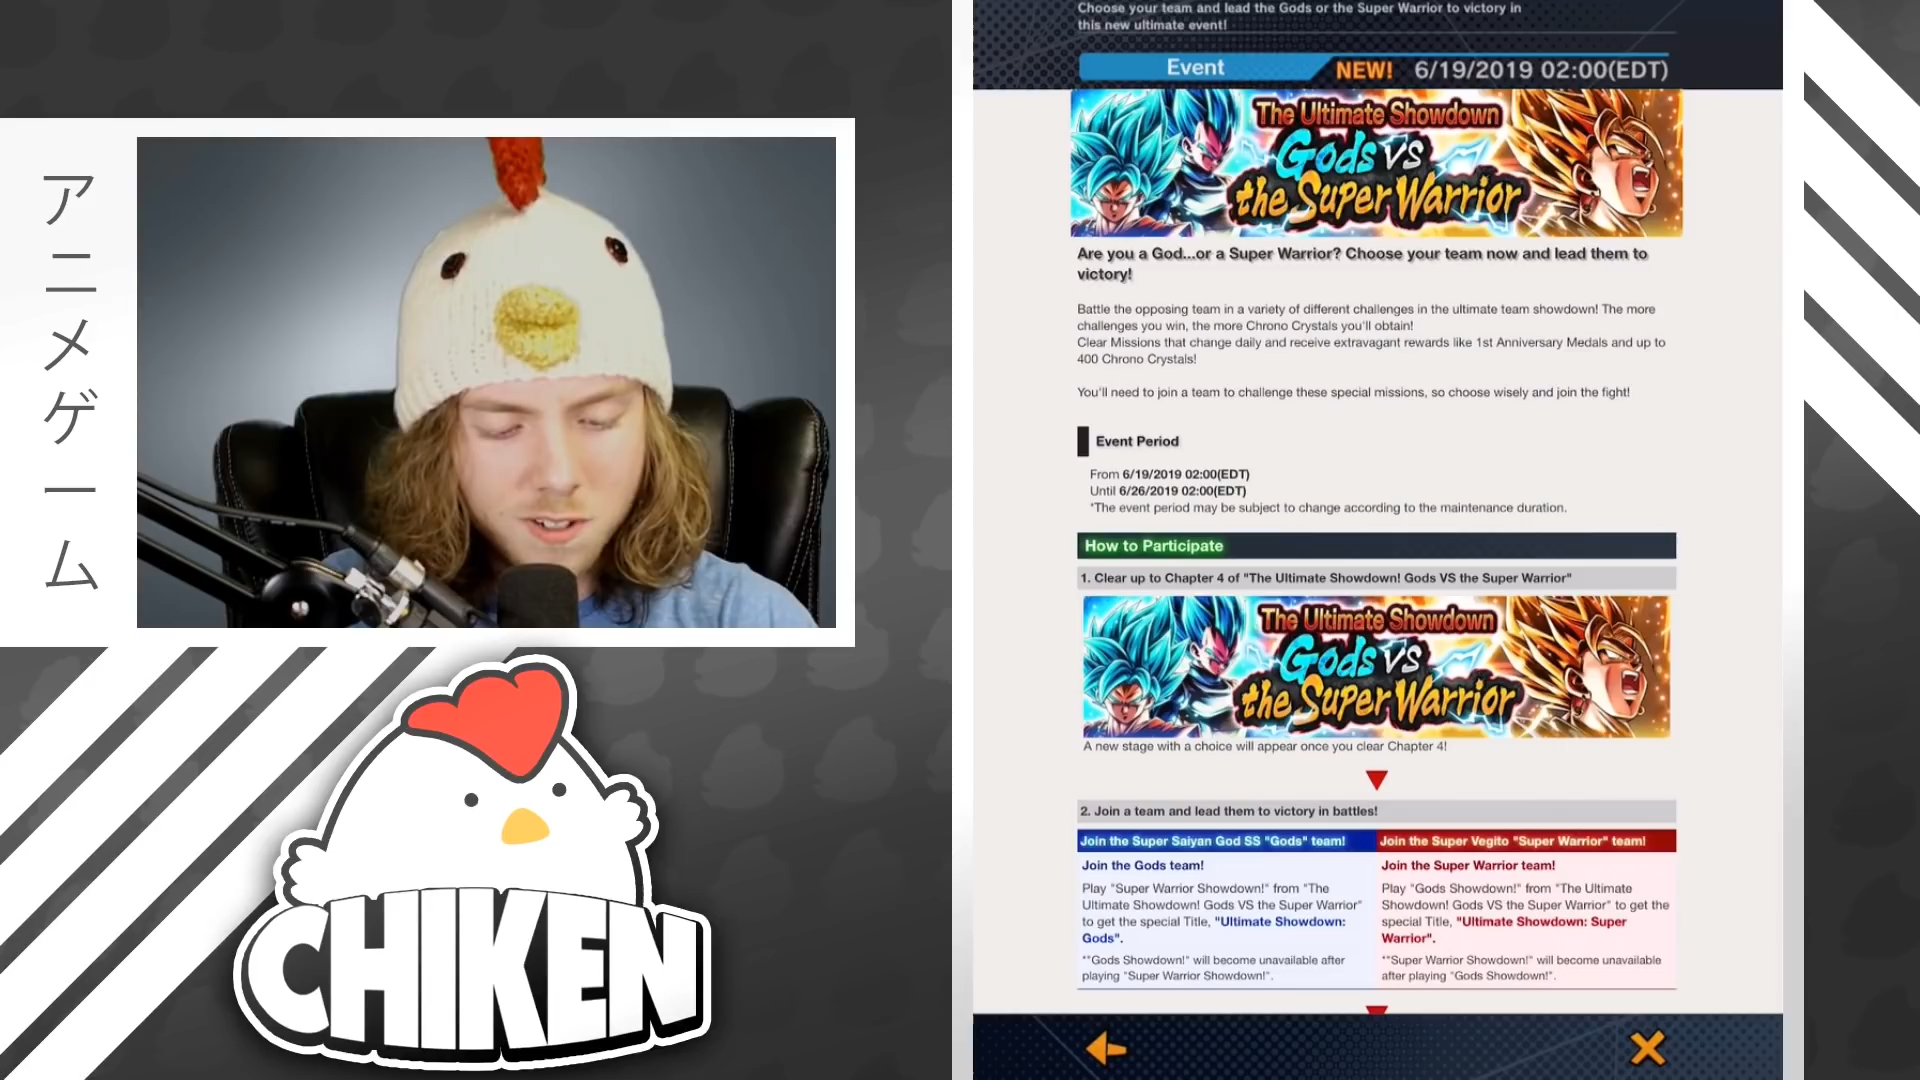 アニメゲーム
CHIKEN
Choose your team and lead the Gods or the Super Warrior to victory in
this new ultimate event!
Event NEW! 6/19/2019 02:00(EDT)
The Ultimate Showdown
Gods VS
the Super Warrior
Are you a God...or a Super Warrior? Choose your team now and lead them to
victory!
Battle the opposing team in a variety of different challenges in the ultimate team showdown! The more
challenges you win, the more Chrono Crystals you'll obtain!
Clear Missions that change daily and receive extravagant rewards like 1st Anniversary Medals and up to
400 Chrono Crystals!
You'll need to join a team to challenge these special missions, so choose wisely and join the fight!
Event Period
From 6/19/2019 02:00(EDT)
Until 6/26/2019 02:00(EDT)
*The event period may be subject to change according to the maintenance duration.
How to Participate
1. Clear up to Chapter 4 of "The Ultimate Showdown! Gods VS the Super Warrior"
The Ultimate Showdown
Gods VS
the Super Warrior
A new stage with a choice will appear once you clear Chapter 4!
2. Join a team and lead them to victory in battles!
Join the Super Saiyan God SS "Gods" team!
Join the Gods team!
Play "Super Warrior Showdown!" from "The
Ultimate Showdown! Gods VS the Super Warrior"
to get the special Title, "Ultimate Showdown:
Gods".
*"Gods Showdown!" will become unavailable after
playing "Super Warrior Showdown!".
Join the Super Vegito "Super Warrior" team!
Join the Super Warrior team!
Play "Gods Showdown!" from "The Ultimate
Showdown! Gods VS the Super Warrior" to get the
special Title, "Ultimate Showdown: Super
Warrior".
*"Super Warrior Showdown!" will become unavailable
after playing "Gods Showdown!".